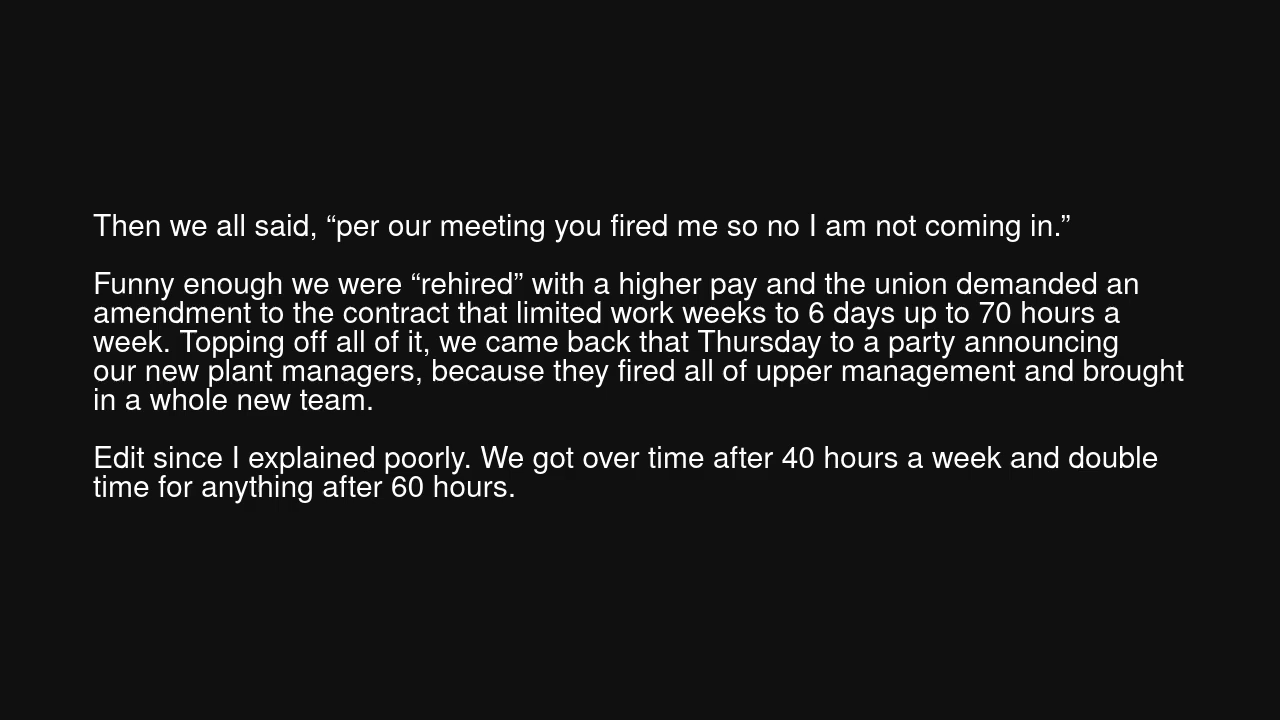 Then we all said, “per our meeting you fired me so no I am not coming in.”
Funny enough we were “rehired” with a higher pay and the union demanded an
amendment to the contract that limited work weeks to 6 days up to 70 hours a
week. Topping off all of it, we came back that Thursday to a party announcing
our new plant managers, because they fired all of upper management and brought
in a whole new team.
Edit since I explained poorly. We got over time after 40 hours a week and double
time for anything after 60 hours.